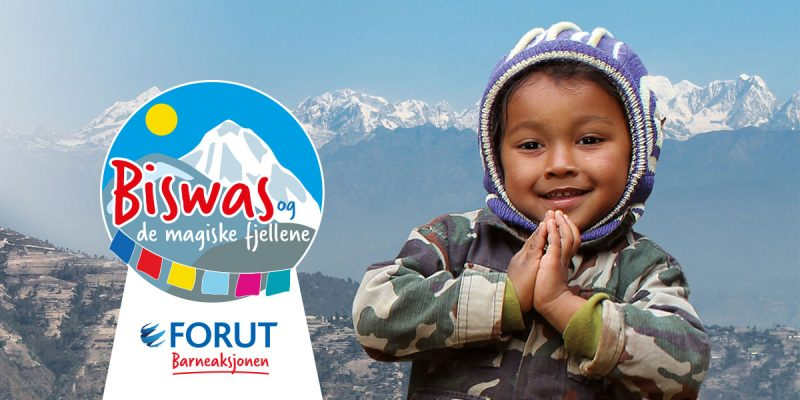 Biswas og
de magiske fjellene
FORUT
Barneaksjonen